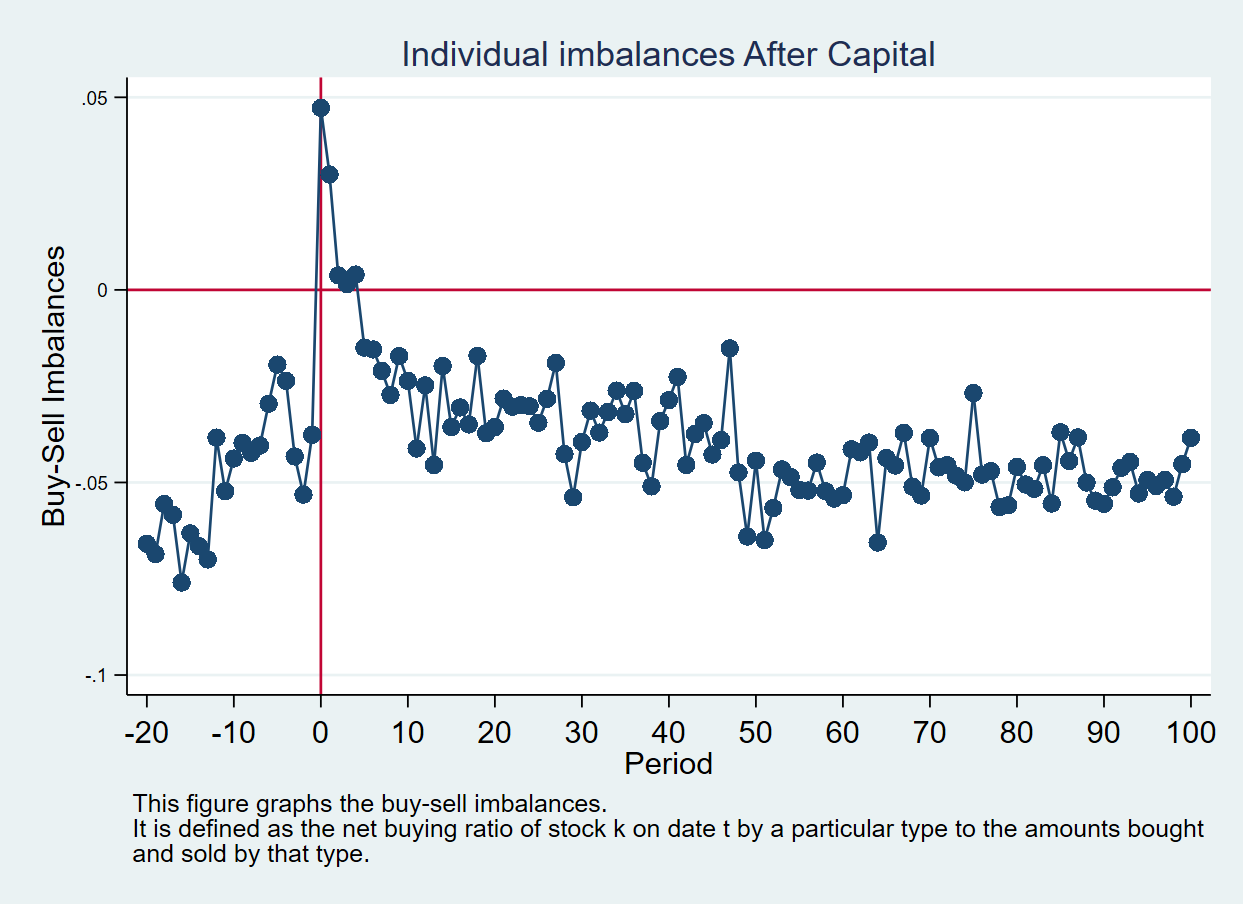 Individual imbalances After Capital
Buy-Sell Imbalances
.05
0
-.05
-.1
-20 -10 0 10 20 30 40 50 60 70 80 90 100
Period
This figure graphs the buy-sell imbalances.
It is defined as the net buying ratio of stock k on date t by a particular type to the amounts bought
and sold by that type.